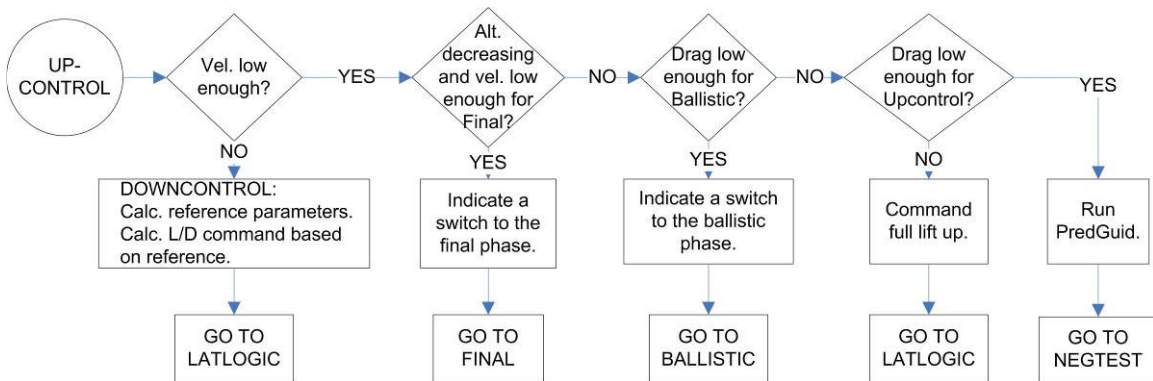 UP-
CONTROL
Vel. low
enough?
YES
Alt.
decreasing
and vel. low
enough for
Final?
NO
Drag low
enough for
Ballistic?
NO
Drag low
enough for
Upcontrol?
YES
NO
YES
YES
NO
DOWNCONTROL:
Calc. reference parameters.
Calc. L/D command based
on reference.
Indicate a
switch to the
final phase.
Indicate a switch
to the ballistic
phase.
Command
full lift up.
Run
PredGuid.
GO TO
LATLOGIC
GO TO
FINAL
GO TO
BALLISTIC
GO TO
LATLOGIC
GO TO
NEGTEST